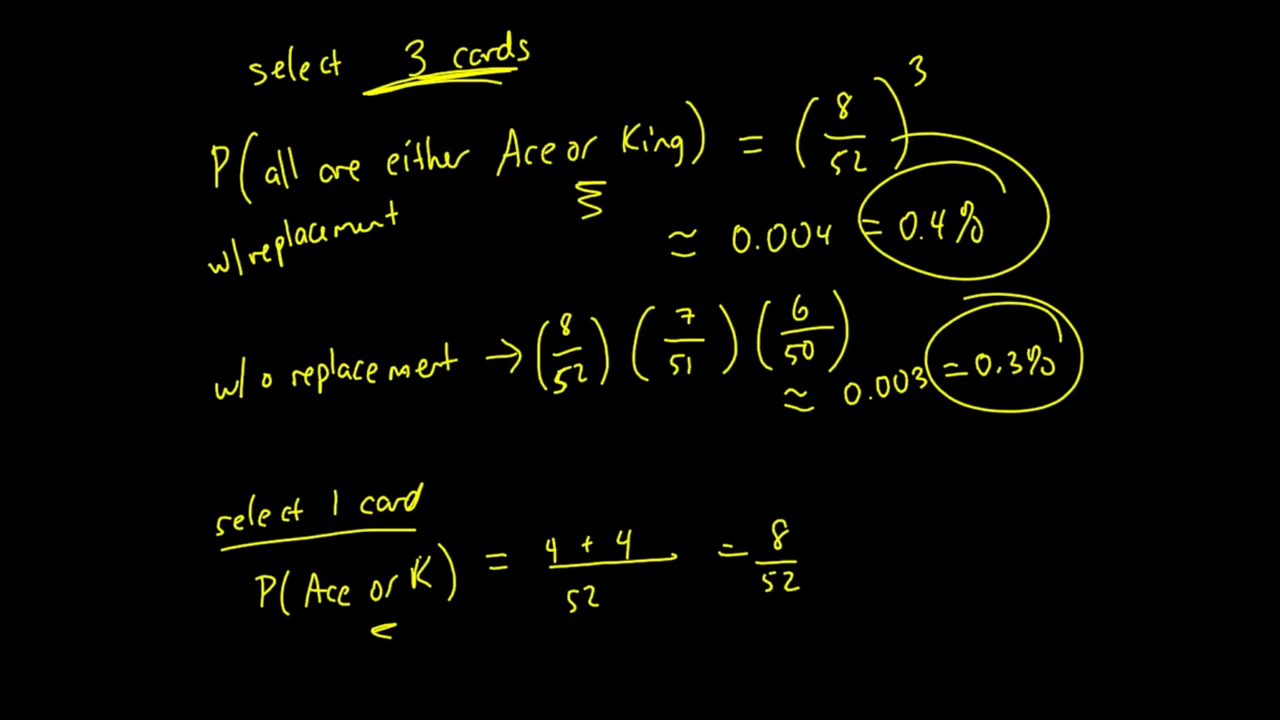 select 3 cards
P(all are either Ace or King) = (8/52)^3
w/replacement
≈ 0.004 = 0.4%
w/o replacement → (8/52) (7/51) (6/50)
≈ 0.003 = 0.3%
select 1 card
P(Ace or K) = 4 + 4 / 52 = 8/52